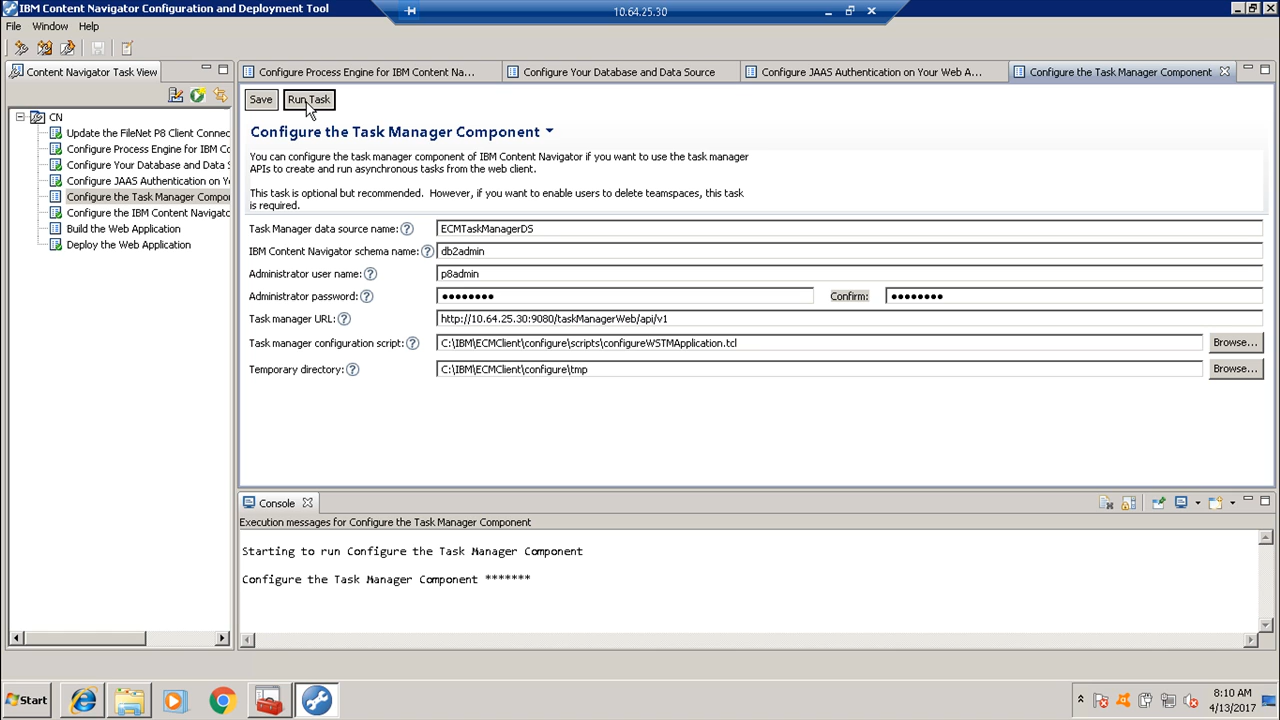 IBM Content Navigator Configuration and Deployment Tool
10.64.25.30
File Window Help
Content Navigator Task View
Configure Process Engine for IBM Content Na...
Configure Your Database and Data Source
Configure JAAS Authentication on Your Web A...
Configure the Task Manager Component
CN
Update the FileNet P8 Client Connec
Configure Process Engine for IBM Co
Configure Your Database and Data S
Configure JAAS Authentication on Yo
Configure the Task Manager Compo
Configure the IBM Content Navigato
Build the Web Application
Deploy the Web Application
Save Run Task
Configure the Task Manager Component
You can configure the task manager component of IBM Content Navigator if you want to use the task manager
APIs to create and run asynchronous tasks from the web client.
This task is optional but recommended. However, if you want to enable users to delete teamspaces, this task
is required.
Task Manager data source name: ECMTaskManagerDS
IBM Content Navigator schema name: db2admin
Administrator user name: p8admin
Administrator password: ●●●●●●●● Confirm: ●●●●●●●●
Task manager URL: http://10.64.25.30:9080/taskManagerWeb/api/v1
Task manager configuration script: C:\IBM\ECMClient\configure\scripts\configureWSTMApplication.tcl Browse...
Temporary directory: C:\IBM\ECMClient\configure\tmp Browse...
Console
Execution messages for Configure the Task Manager Component
Starting to run Configure the Task Manager Component
Configure the Task Manager Component *******
Start
8:10 AM
4/13/2017